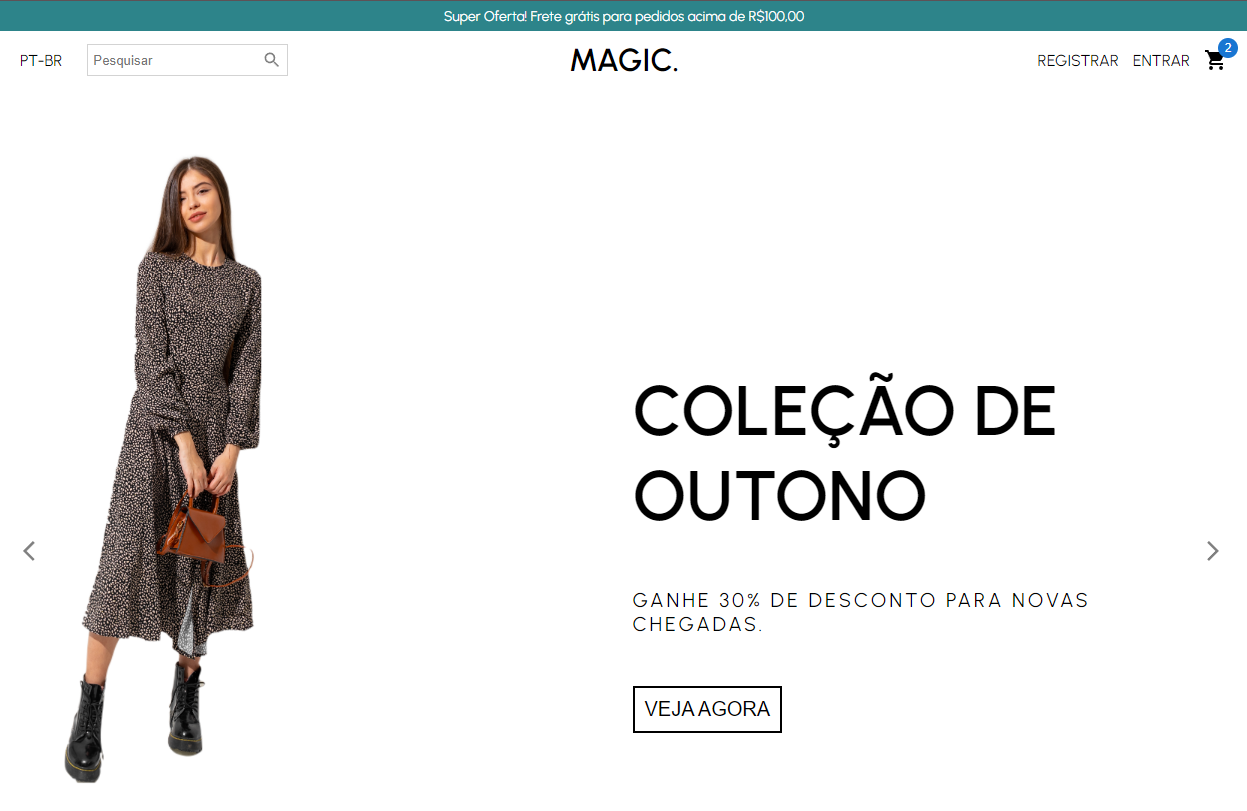 Super Oferta! Frete grátis para pedidos acima de R$100,00
PT-BR
Pesquisar
MAGIC.
REGISTRAR
ENTRAR
2
COLEÇÃO DE
OUTONO
GANHE 30% DE DESCONTO PARA NOVAS
CHEGADAS.
VEJA AGORA